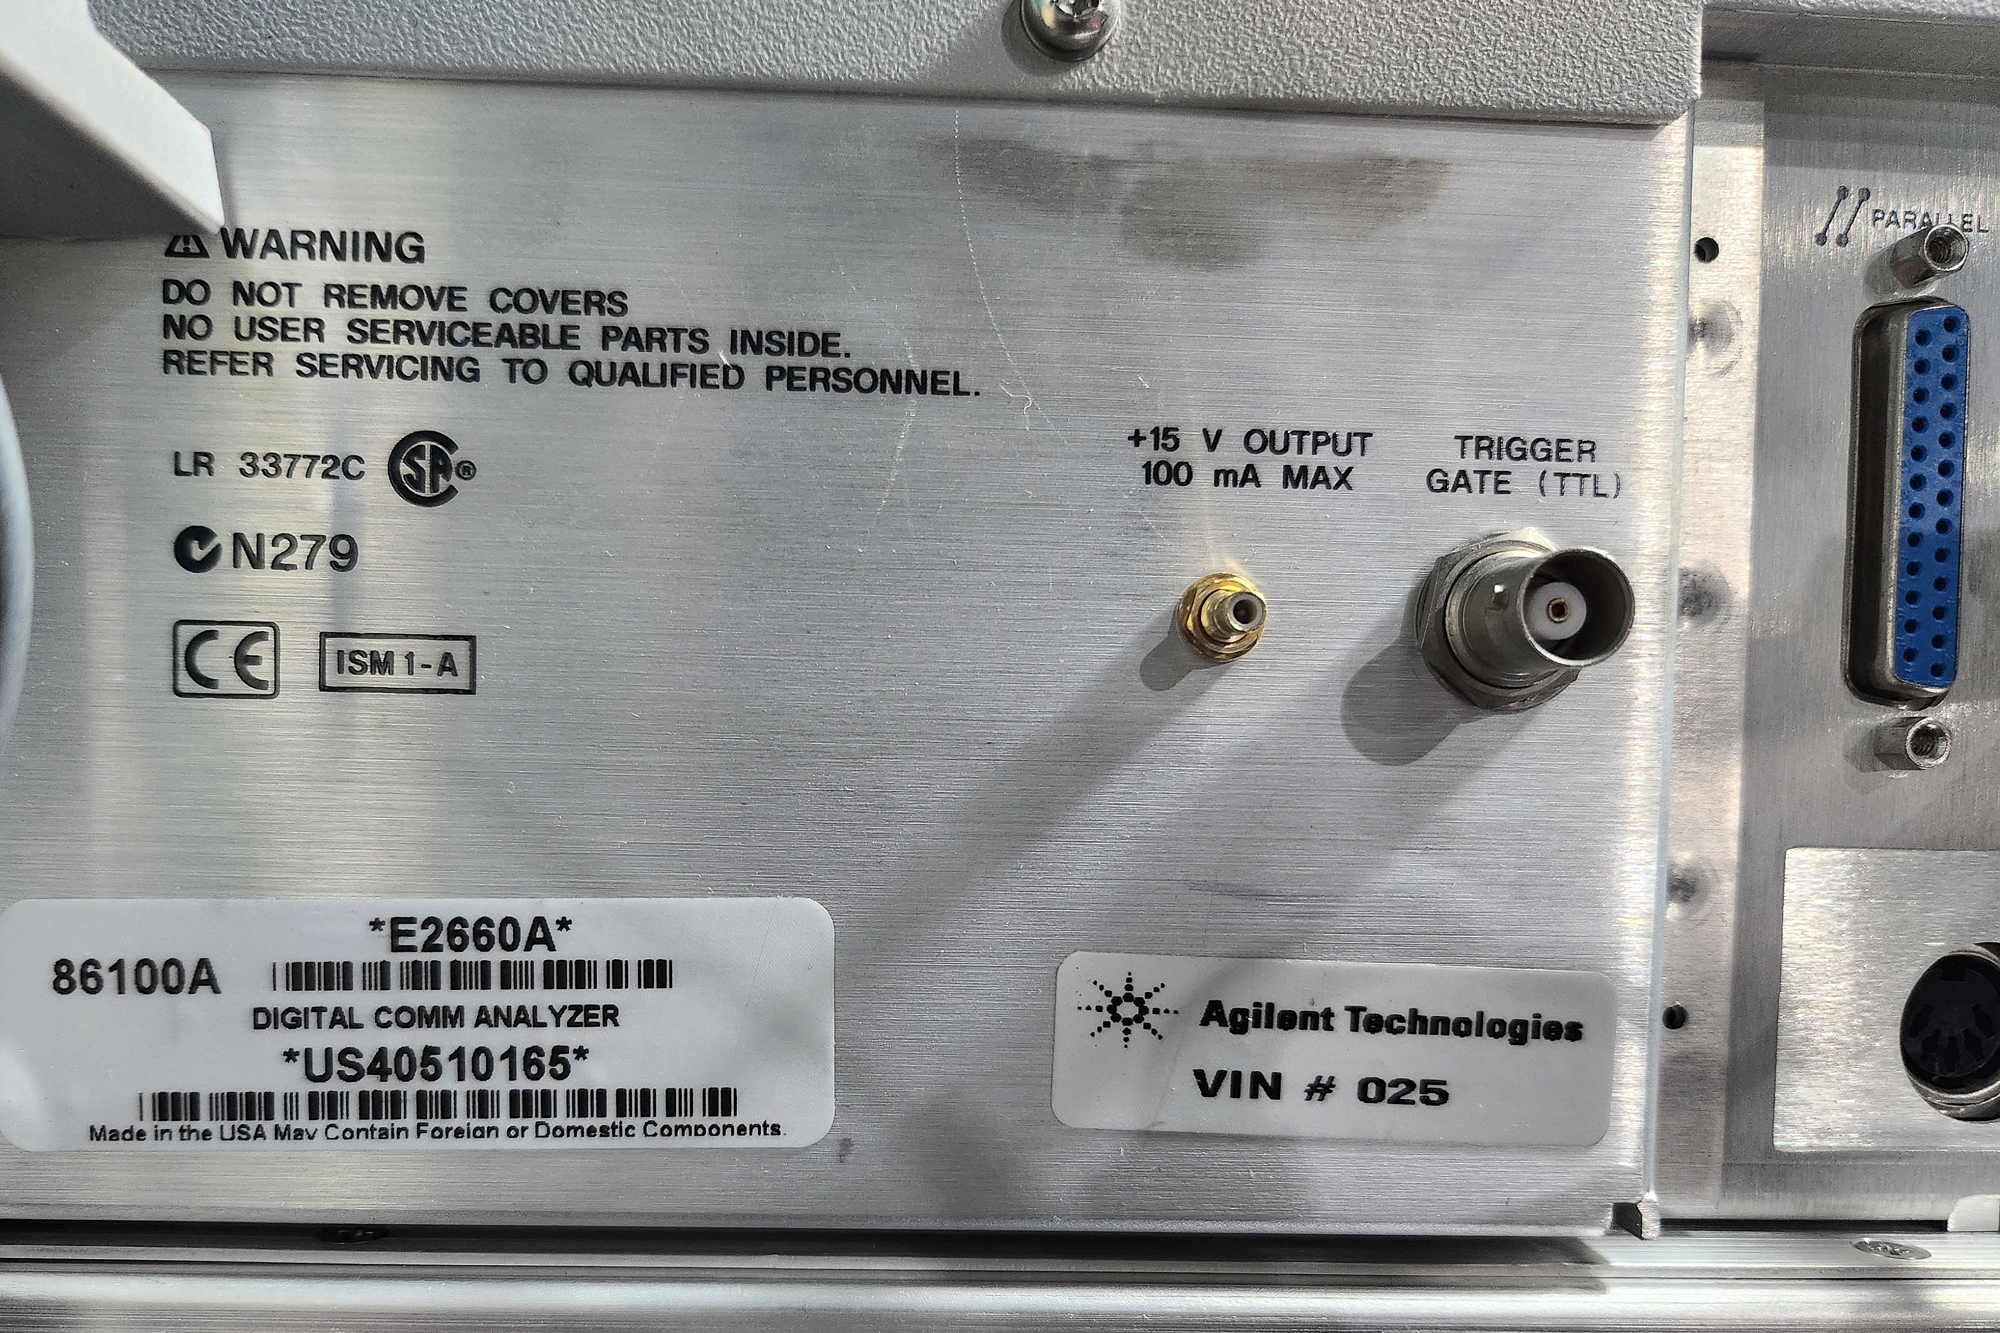 WARNING
DO NOT REMOVE COVERS
NO USER SERVICEABLE PARTS INSIDE.
REFER SERVICING TO QUALIFIED PERSONNEL.
LR 33772C SA®
N279
CE ISM 1-A
+15 V OUTPUT
100 mA MAX
TRIGGER
GATE (TTL)
PARALLEL
*E2660A*
86100A
DIGITAL COMM ANALYZER
*US40510165*
Made in the USA May Contain Foreign or Domestic Components.
Agilent Technologies
VIN # 025